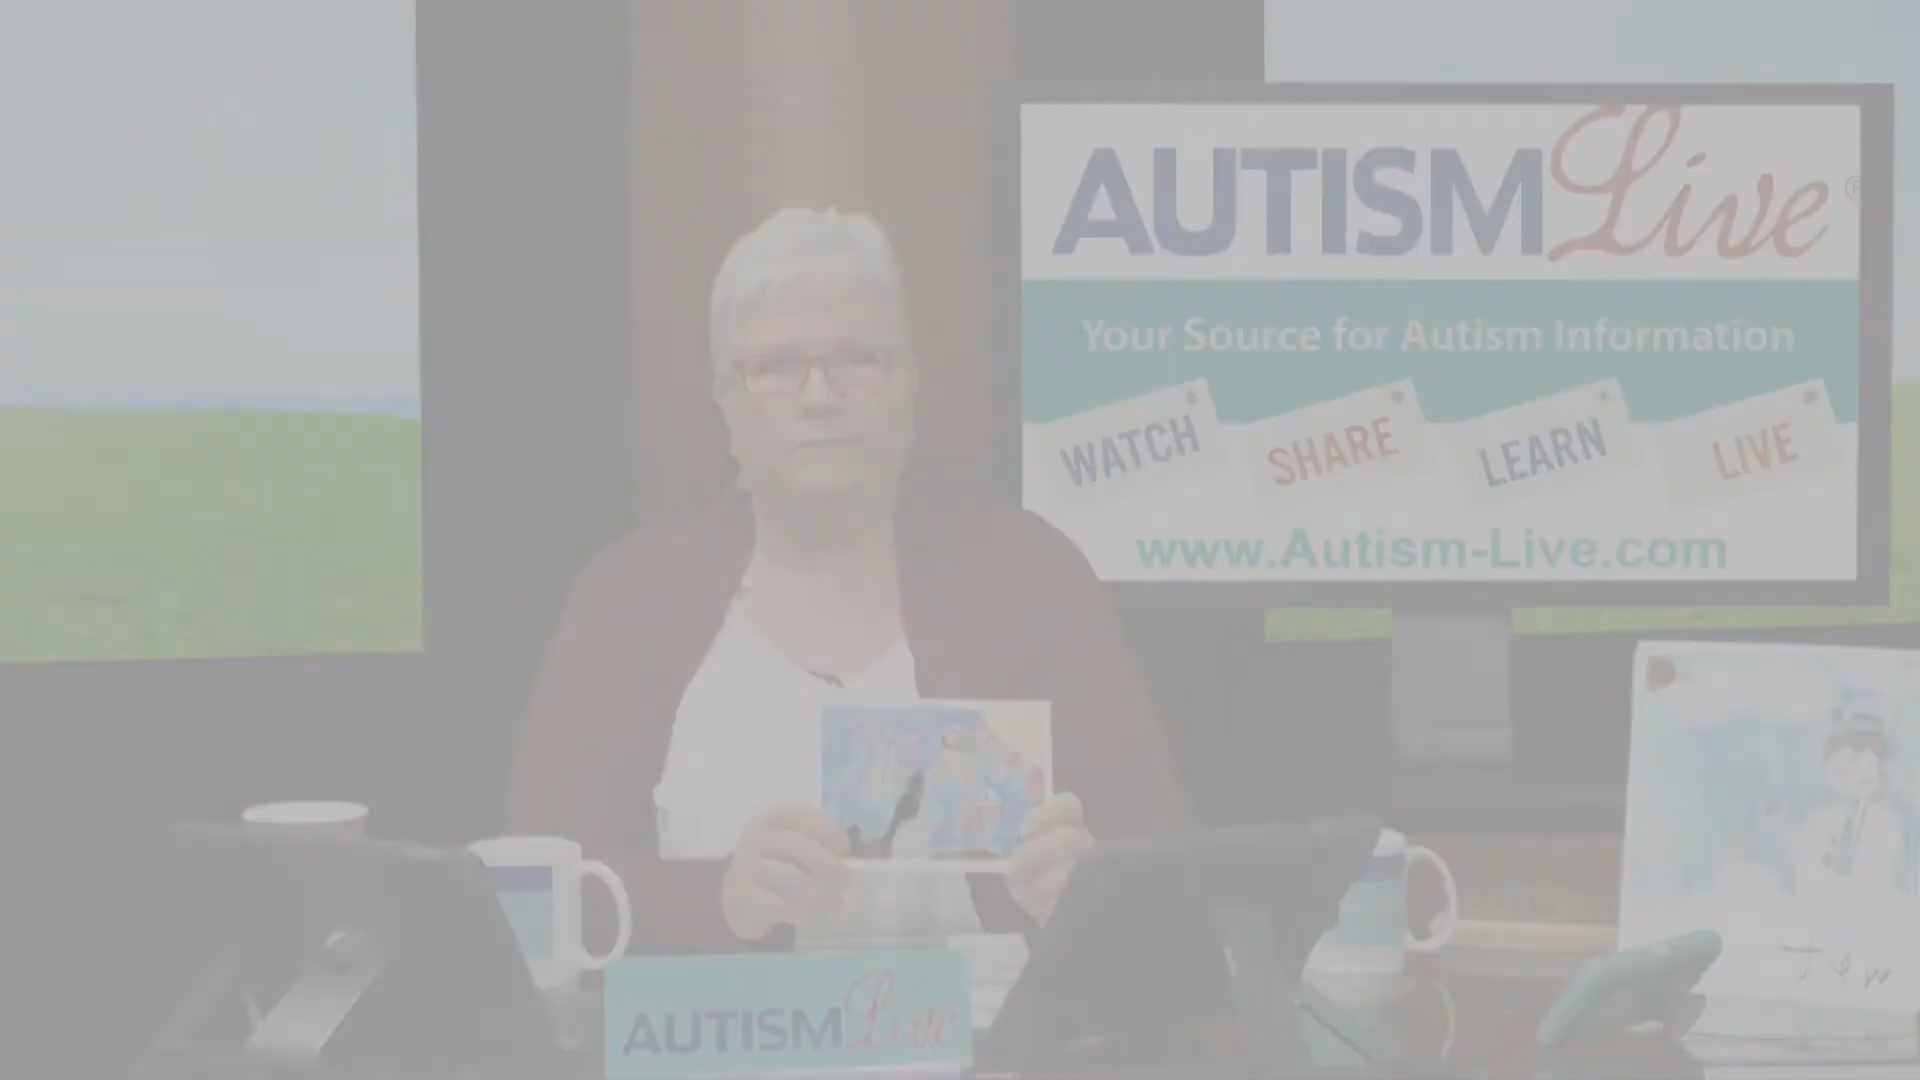 AUTISM Live ®
Your Source for Autism Information
WATCH SHARE LEARN LIVE
www.Autism-Live.com
AUTISM Live